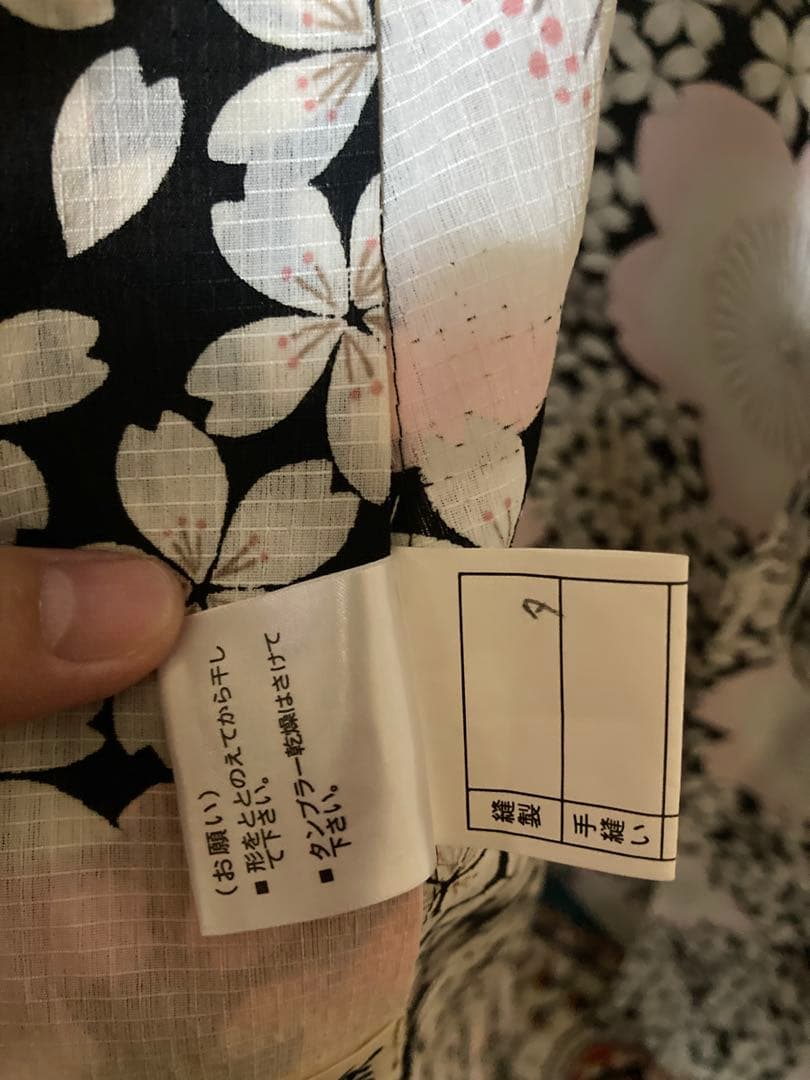 (お願い)
■ 形をととのえてから干し
て下さい。
■ タンブラー乾燥はさけて
下さい。
縫製
手縫い